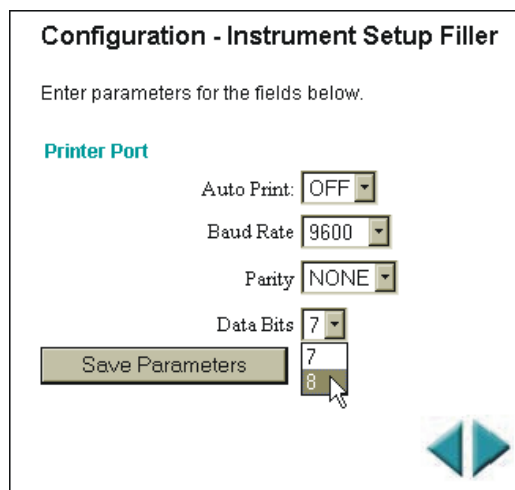 Configuration - Instrument Setup Filler
Enter parameters for the fields below.
Printer Port
Auto Print: OFF
Baud Rate 9600
Parity NONE
Data Bits 7
7
8
Save Parameters